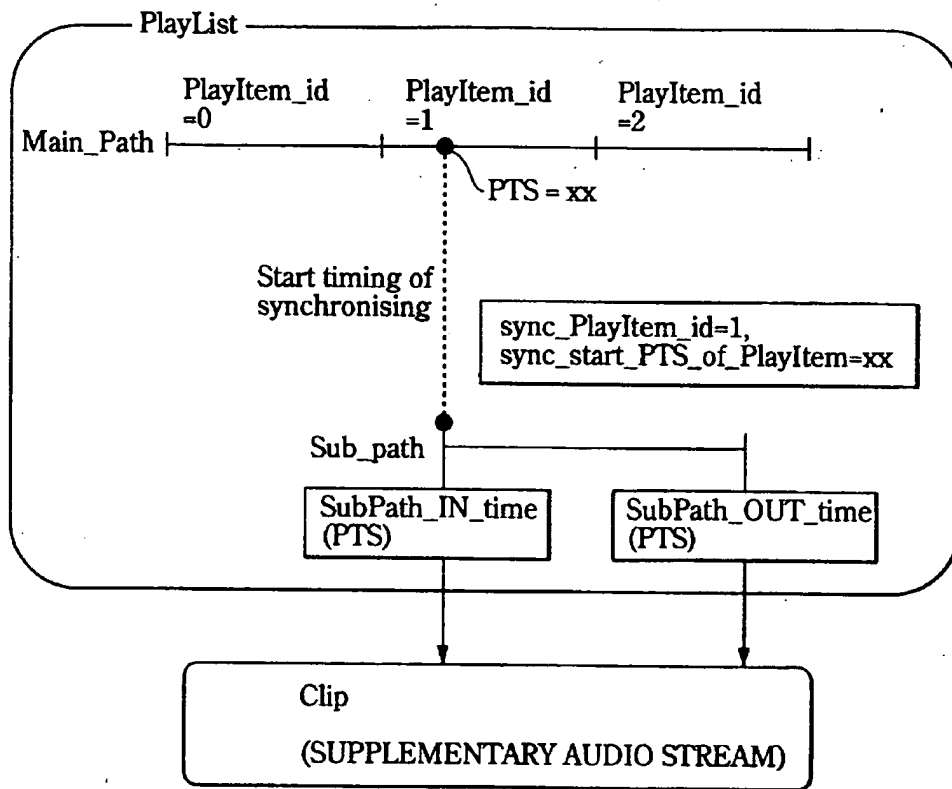 PlayList
PlayItem_id
=0
PlayItem_id
=1
PlayItem_id
=2
Main_Path
PTS = xx
Start timing of
synchronising
sync_PlayItem_id=1,
sync_start_PTS_of_PlayItem=xx
Sub_path
SubPath_IN_time
(PTS)
SubPath_OUT_time
(PTS)
Clip
(SUPPLEMENTARY AUDIO STREAM)